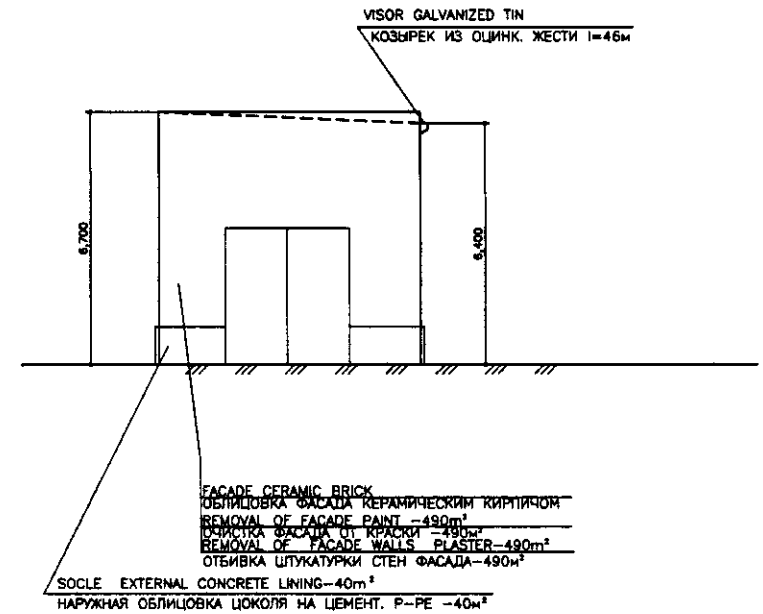 VISOR GALVANIZED TIN
КОЗЫРЕК ИЗ ОЦИНК. ЖЕСТИ l=46м
6,700
6,400
FACADE CERAMIC BRICK
ОБЛИЦОВКА ФАСАДА КЕРАМИЧЕСКИМ КИРПИЧОМ
REMOVAL OF FACADE PAINT -490m²
ОЧИСТКА ФАСАДА ОТ КРАСКИ -490м²
REMOVAL OF FACADE WALLS PLASTER-490m²
ОТБИВКА ШТУКАТУРКИ СТЕН ФАСАДА-490м²
SOCLE EXTERNAL CONCRETE LINING-40m²
НАРУЖНАЯ ОБЛИЦОВКА ЦОКОЛЯ НА ЦЕМЕНТ. Р-РЕ -40м²